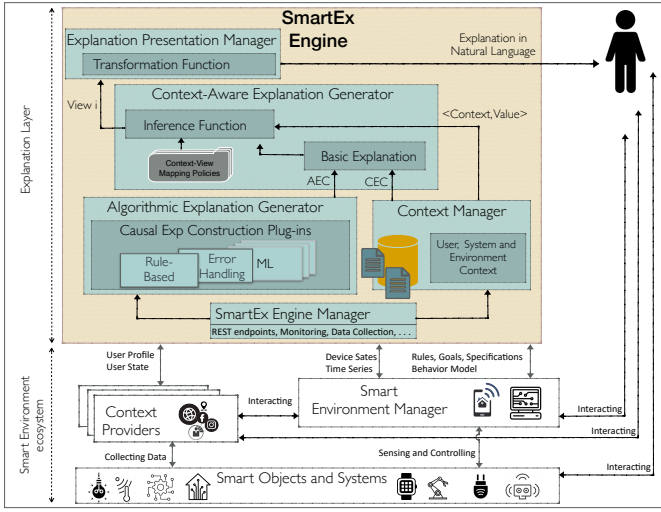 SmartEx
Engine
Explanation Presentation Manager
Transformation Function
Explanation in
Natural Language
View i
Context-Aware Explanation Generator
Inference Function
<Context,Value>
Context-View
Mapping Policies
Basic Explanation
AEC
CEC
Explanation Layer
Algorithmic Explanation Generator
Causal Exp Construction Plug-ins
Rule-
Based
Error
Handling
ML
Context Manager
User, System and
Environment
Context
SmartEx Engine Manager
REST endpoints, Monitoring, Data Collection, . . .
User Profile
User State
Device Sates
Time Series
Rules, Goals, Specifications
Behavior Model
Smart Environment
ecosystem
Context
Providers
Interacting
Smart
Environment Manager
Interacting
Interacting
Collecting Data
Sensing and Controlling
Interacting
Smart Objects and Systems